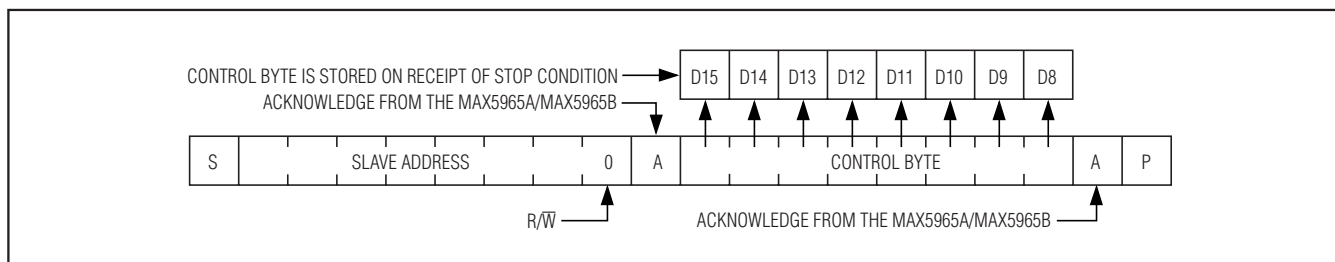 CONTROL BYTE IS STORED ON RECEIPT OF STOP CONDITION D15 D14 D13 D12 D11 D10 D9 D8
ACKNOWLEDGE FROM THE MAX5965A/MAX5965B
S SLAVE ADDRESS 0 A CONTROL BYTE A P
R/W̅ ACKNOWLEDGE FROM THE MAX5965A/MAX5965B